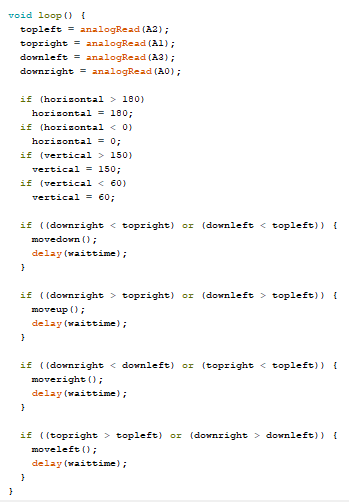 void loop() {
  topleft = analogRead(A2);
  topright = analogRead(A1);
  downleft = analogRead(A3);
  downright = analogRead(A0);

  if (horizontal > 180)
    horizontal = 180;
  if (horizontal < 0)
    horizontal = 0;
  if (vertical > 150)
    vertical = 150;
  if (vertical < 60)
    vertical = 60;

  if ((downright < topright) or (downleft < topleft)) {
    movedown();
    delay(waittime);
  }

  if ((downright > topright) or (downleft > topleft)) {
    moveup();
    delay(waittime);
  }

  if ((downright < downleft) or (topright < topleft)) {
    moveright();
    delay(waittime);
  }

  if ((topright > topleft) or (downright > downleft)) {
    moveleft();
    delay(waittime);
  }
}